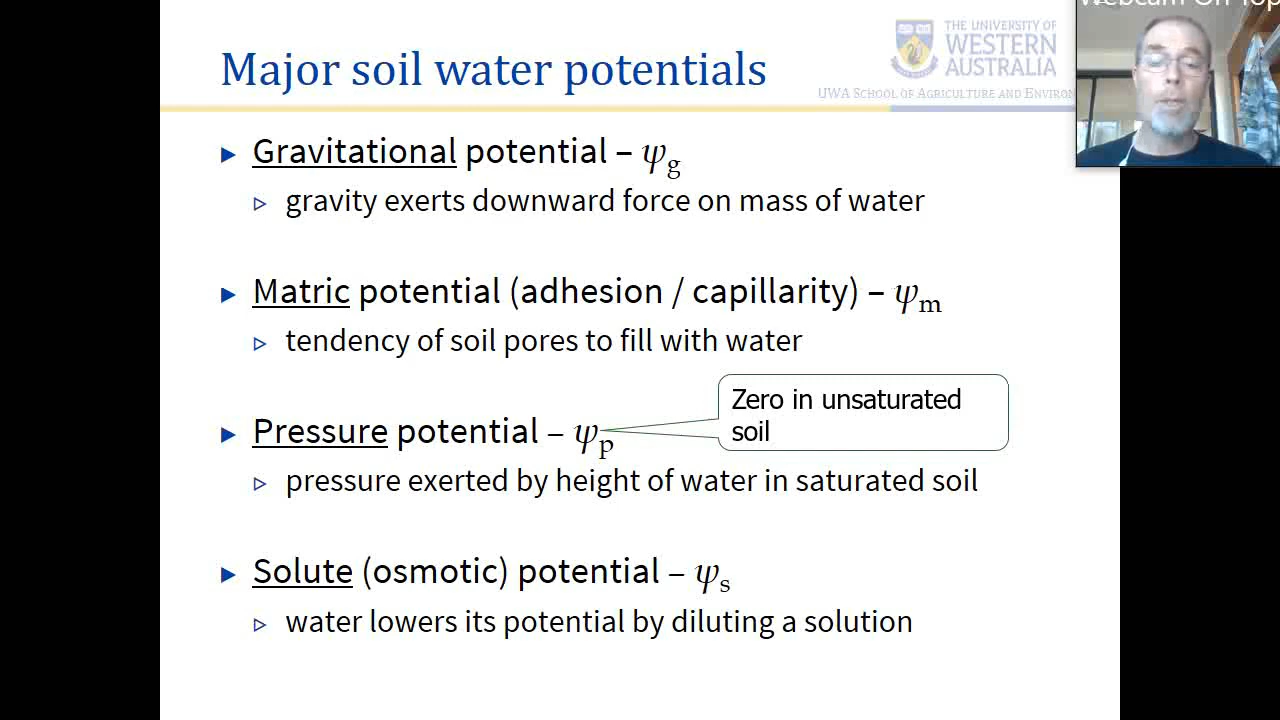 Major soil water potentials
THE UNIVERSITY OF
WESTERN
AUSTRALIA
UWA SCHOOL OF AGRICULTURE AND ENVIRON
Webcam On Top
▶ Gravitational potential – ψg
▷ gravity exerts downward force on mass of water
▶ Matric potential (adhesion / capillarity) – ψm
▷ tendency of soil pores to fill with water
Zero in unsaturated
soil
▶ Pressure potential – ψp
▷ pressure exerted by height of water in saturated soil
▶ Solute (osmotic) potential – ψs
▷ water lowers its potential by diluting a solution